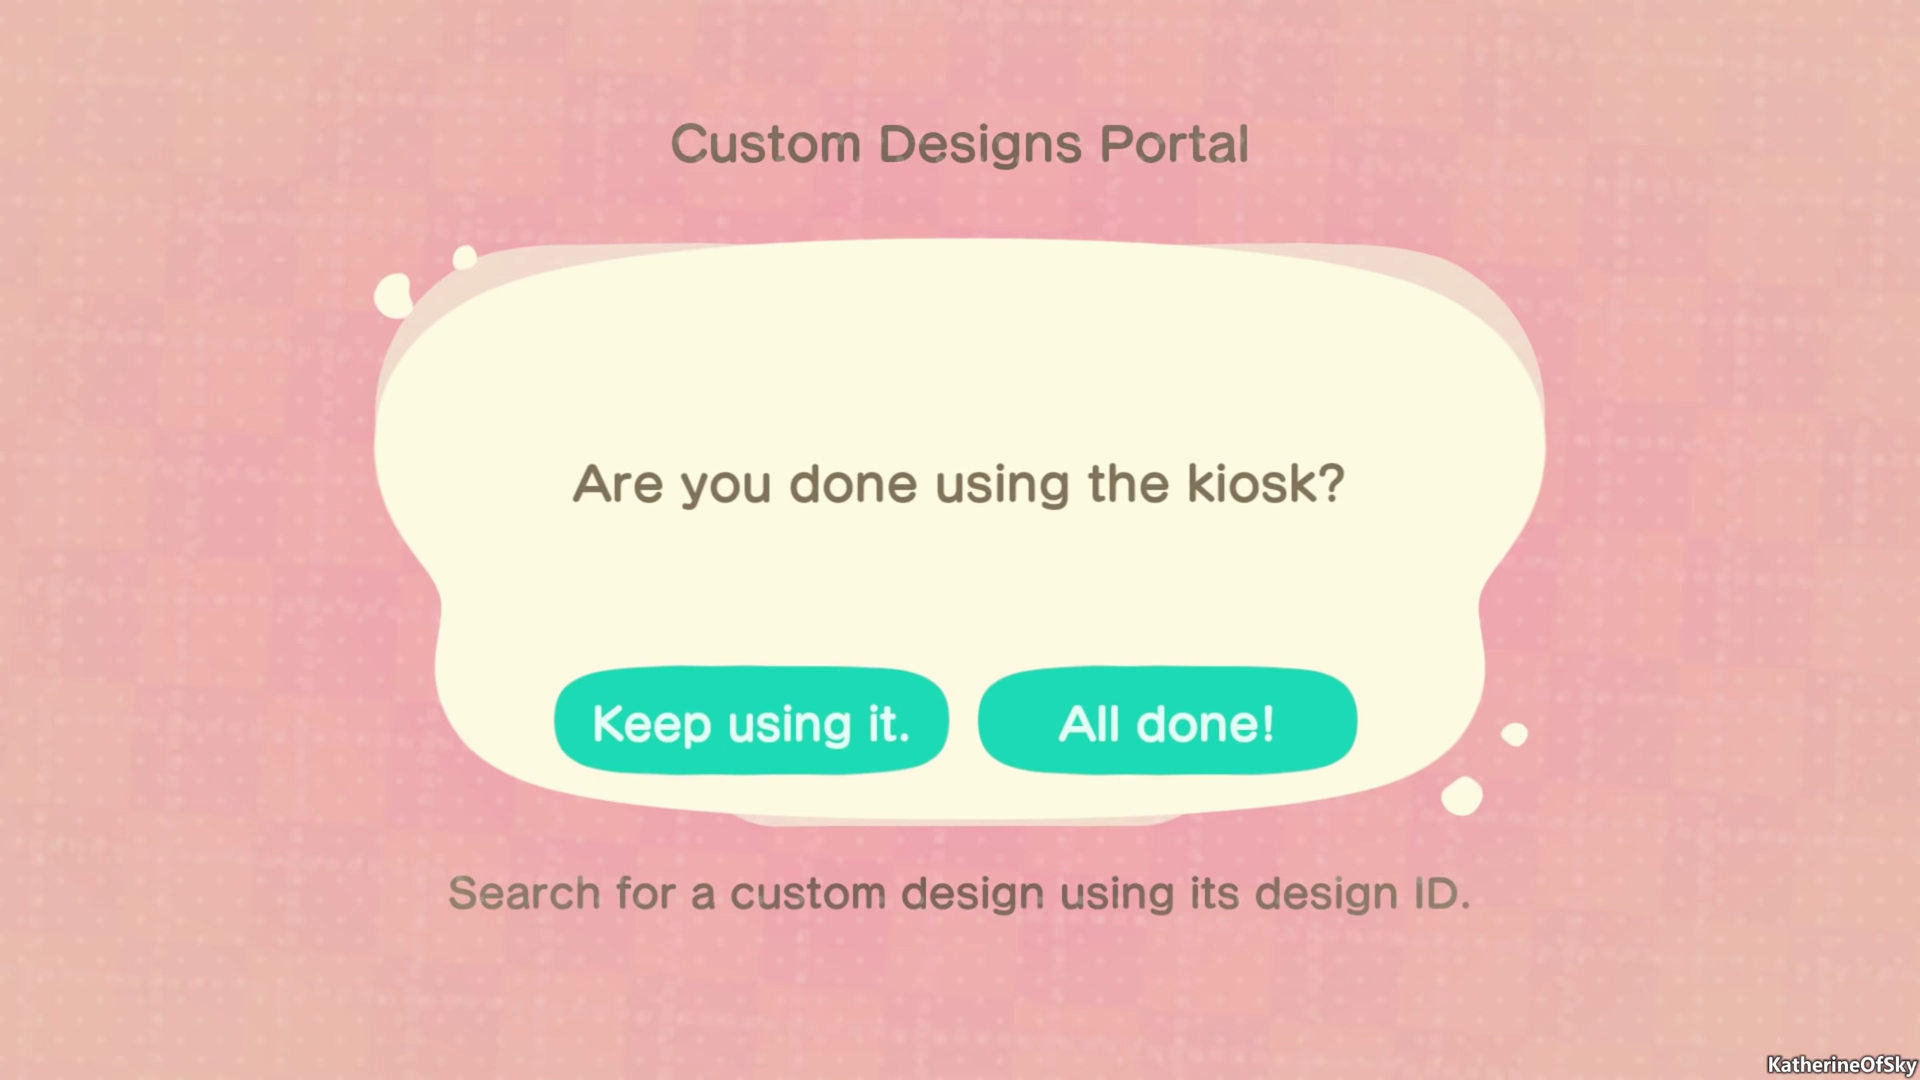 Custom Designs Portal
Are you done using the kiosk?
Keep using it.
All done!
Search for a custom design using its design ID.
KatherineOfSky